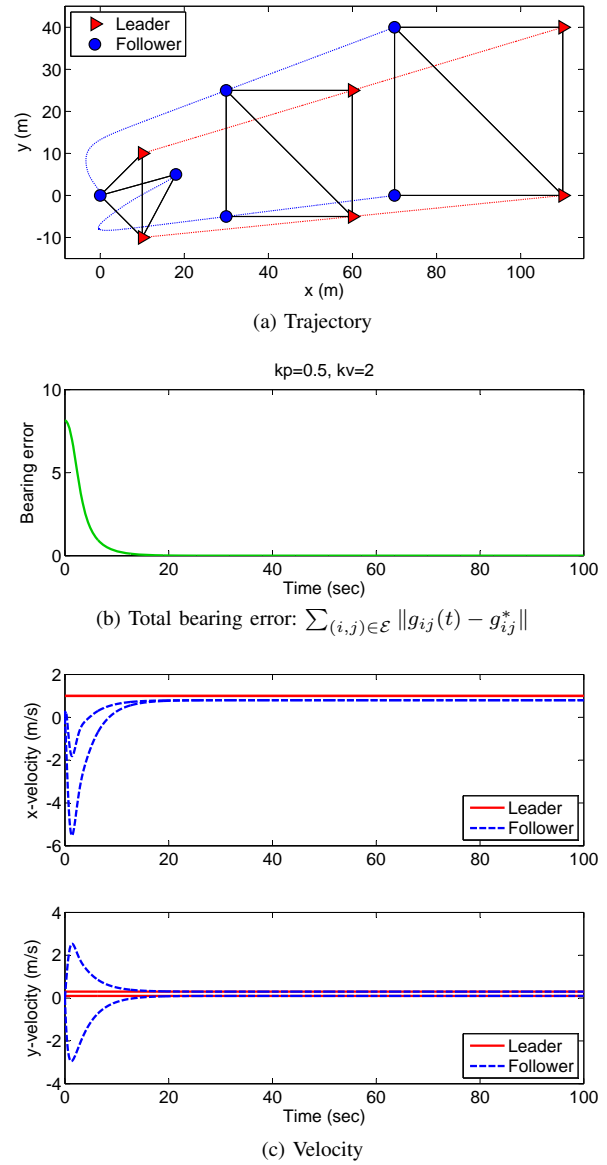 40
30
20
10
0
-10
y (m)
Leader
Follower
0 20 40 60 80 100
x (m)
(a) Trajectory
kp=0.5, kv=2
10
5
0
Bearing error
0 20 40 60 80 100
Time (sec)
(b) Total bearing error: $\sum_{(i,j)\in\mathcal{E}} \|g_{ij}(t) - g_{ij}^*\|$
2
0
-2
-4
-6
x-velocity (m/s)
Leader
Follower
0 20 40 60 80 100
4
2
0
-2
-4
y-velocity (m/s)
Leader
Follower
0 20 40 60 80 100
Time (sec)
(c) Velocity